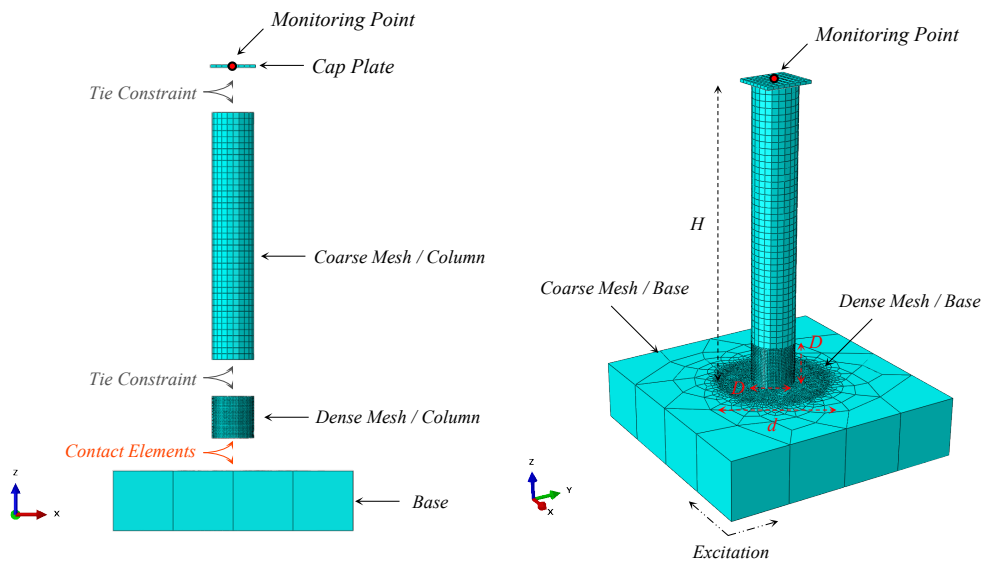 Monitoring Point
Cap Plate
Tie Constraint
Coarse Mesh / Column
Tie Constraint
Dense Mesh / Column
Contact Elements
Base
Z
X
Monitoring Point
H
Coarse Mesh / Base
Dense Mesh / Base
D
D
d
Z
Y
X
Excitation